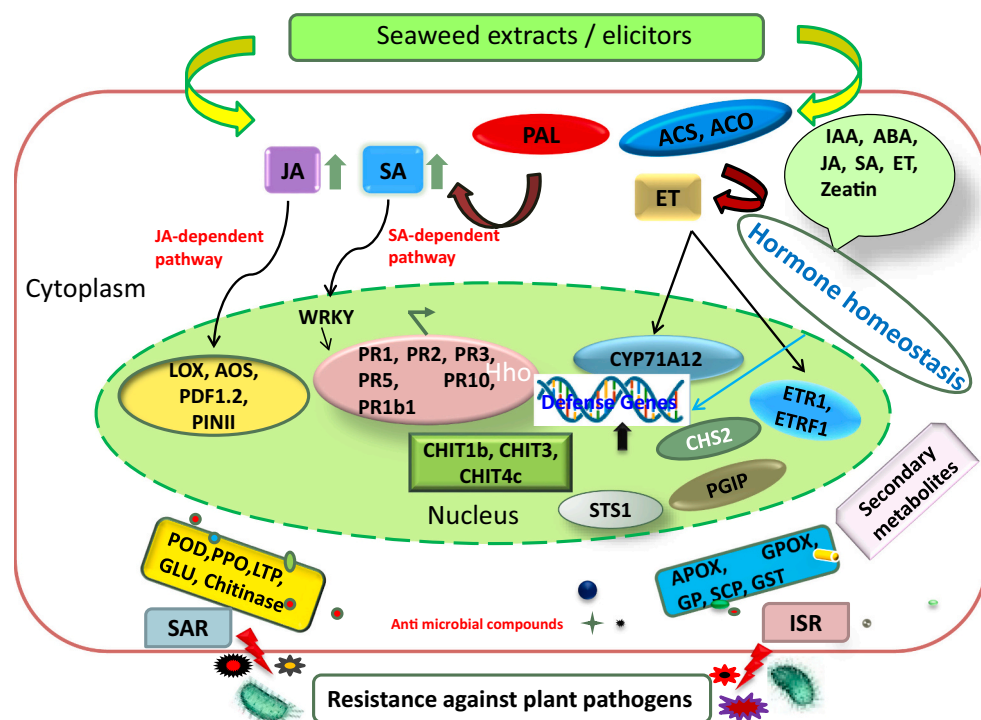 Seaweed extracts / elicitors
PAL
ACS, ACO
IAA, ABA,
JA, SA, ET,
Zeatin
JA
SA
ET
JA-dependent
pathway
SA-dependent
pathway
Hormone homeostasis
Cytoplasm
WRKY
LOX, AOS,
PDF1.2,
PINII
PR1, PR2, PR3,
PR5, PR10,
PR1b1
Hho
CYP71A12
Defense Genes
ETR1,
ETRF1
CHS2
CHIT1b, CHIT3,
CHIT4c
PGIP
STS1
Nucleus
Secondary
metabolites
POD,PPO,LTP,
GLU, Chitinase
APOX, GPOX,
GP, SCP, GST
SAR
Anti microbial compounds
ISR
Resistance against plant pathogens